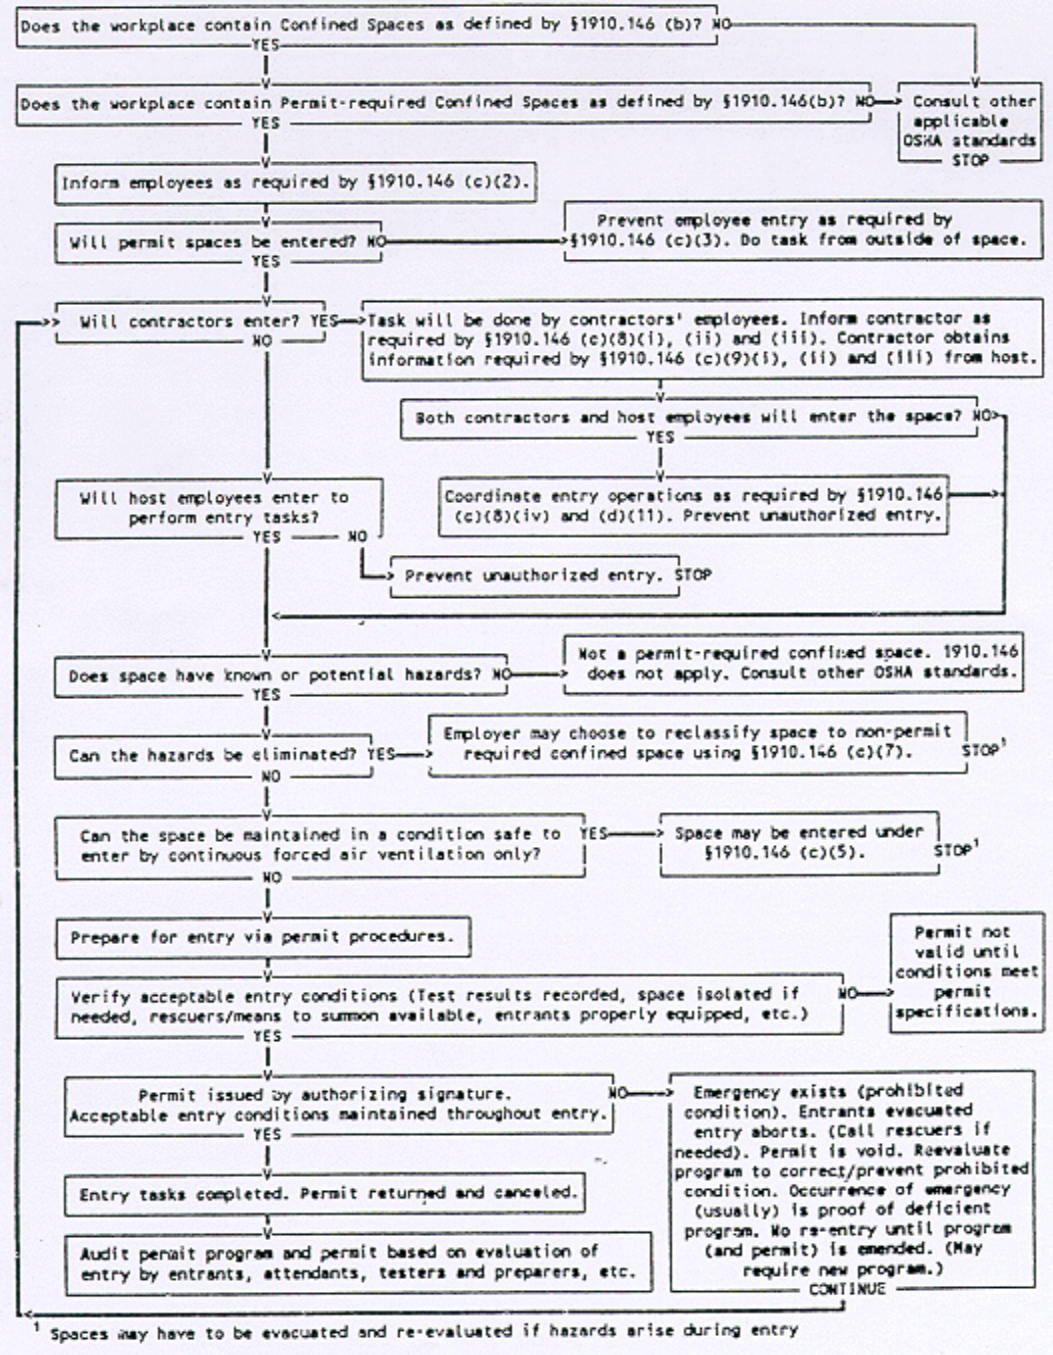 Does the workplace contain Confined Spaces as defined by §1910.146 (b)? NO
YES
Does the workplace contain Permit-required Confined Spaces as defined by §1910.146(b)? NO
YES
Consult other
applicable
OSHA standards
STOP
Inform employees as required by §1910.146 (c)(2).
Will permit spaces be entered? NO
YES
Prevent employee entry as required by
§1910.146 (c)(3). Do task from outside of space.
Will contractors enter? YES
NO
Task will be done by contractors' employees. Inform contractor as
required by §1910.146 (c)(8)(i), (ii) and (iii). Contractor obtains
information required by §1910.146 (c)(9)(i), (ii) and (iii) from host.
Both contractors and host employees will enter the space? NO
YES
Will host employees enter to
perform entry tasks?
YES NO
Coordinate entry operations as required by §1910.146
(c)(8)(iv) and (d)(11). Prevent unauthorized entry.
Prevent unauthorized entry. STOP
Does space have known or potential hazards? NO
YES
Not a permit-required confined space. 1910.146
does not apply. Consult other OSHA standards.
Can the hazards be eliminated? YES
NO
Employer may choose to reclassify space to non-permit
required confined space using §1910.146 (c)(7).
STOP¹
Can the space be maintained in a condition safe to
enter by continuous forced air ventilation only?
YES
NO
Space may be entered under
§1910.146 (c)(5).
STOP¹
Prepare for entry via permit procedures.
Verify acceptable entry conditions (Test results recorded, space isolated if
needed, rescuers/means to summon available, entrants properly equipped, etc.)
NO
YES
Permit not
valid until
conditions meet
permit
specifications.
Permit issued by authorizing signature.
Acceptable entry conditions maintained throughout entry.
NO
YES
Emergency exists (prohibited
condition). Entrants evacuated
entry aborts. (Call rescuers if
needed). Permit is void. Reevaluate
program to correct/prevent prohibited
condition. Occurrence of emergency
(usually) is proof of deficient
program. No re-entry until program
(and permit) is emended. (May
require new program.)
CONTINUE
Entry tasks completed. Permit returned and canceled.
Audit permit program and permit based on evaluation of
entry by entrants, attendants, testers and preparers, etc.
¹ Spaces may have to be evacuated and re-evaluated if hazards arise during entry